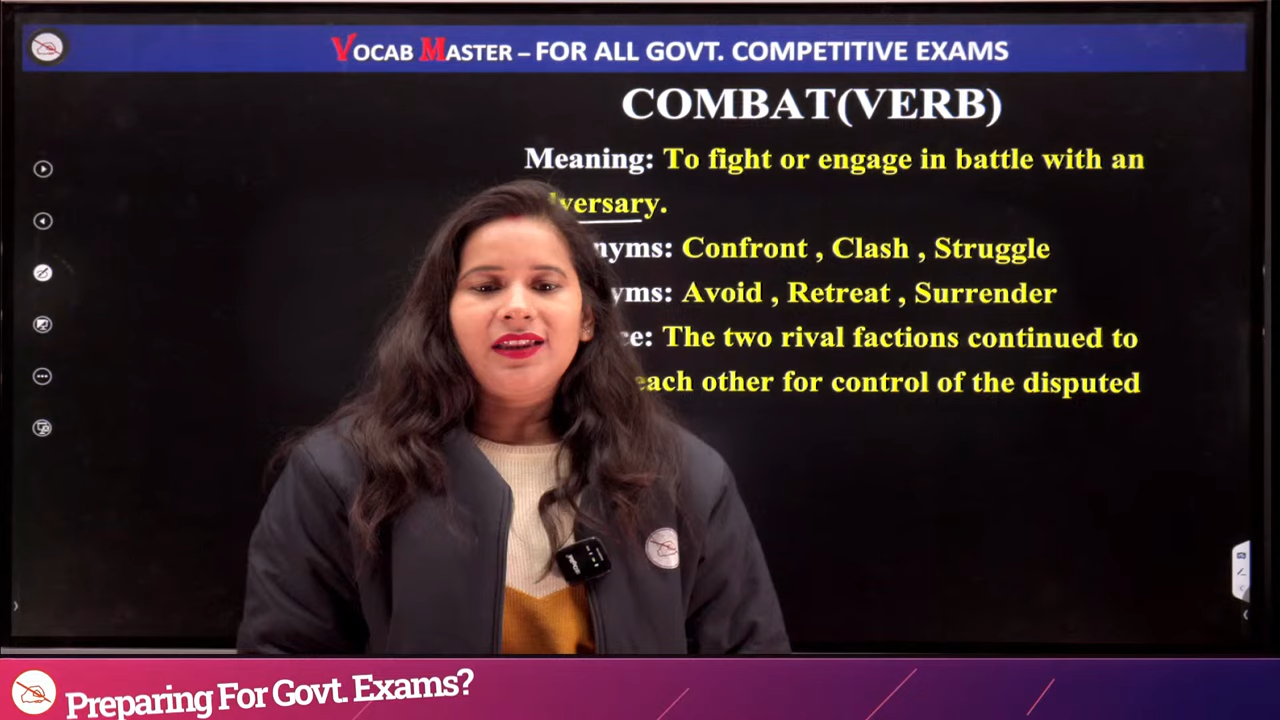 VOCAB MASTER – FOR ALL GOVT. COMPETITIVE EXAMS
COMBAT(VERB)
Meaning: To fight or engage in battle with an
versary.
nyms: Confront , Clash , Struggle
yms: Avoid , Retreat , Surrender
ce: The two rival factions continued to
each other for control of the disputed
Preparing For Govt. Exams?